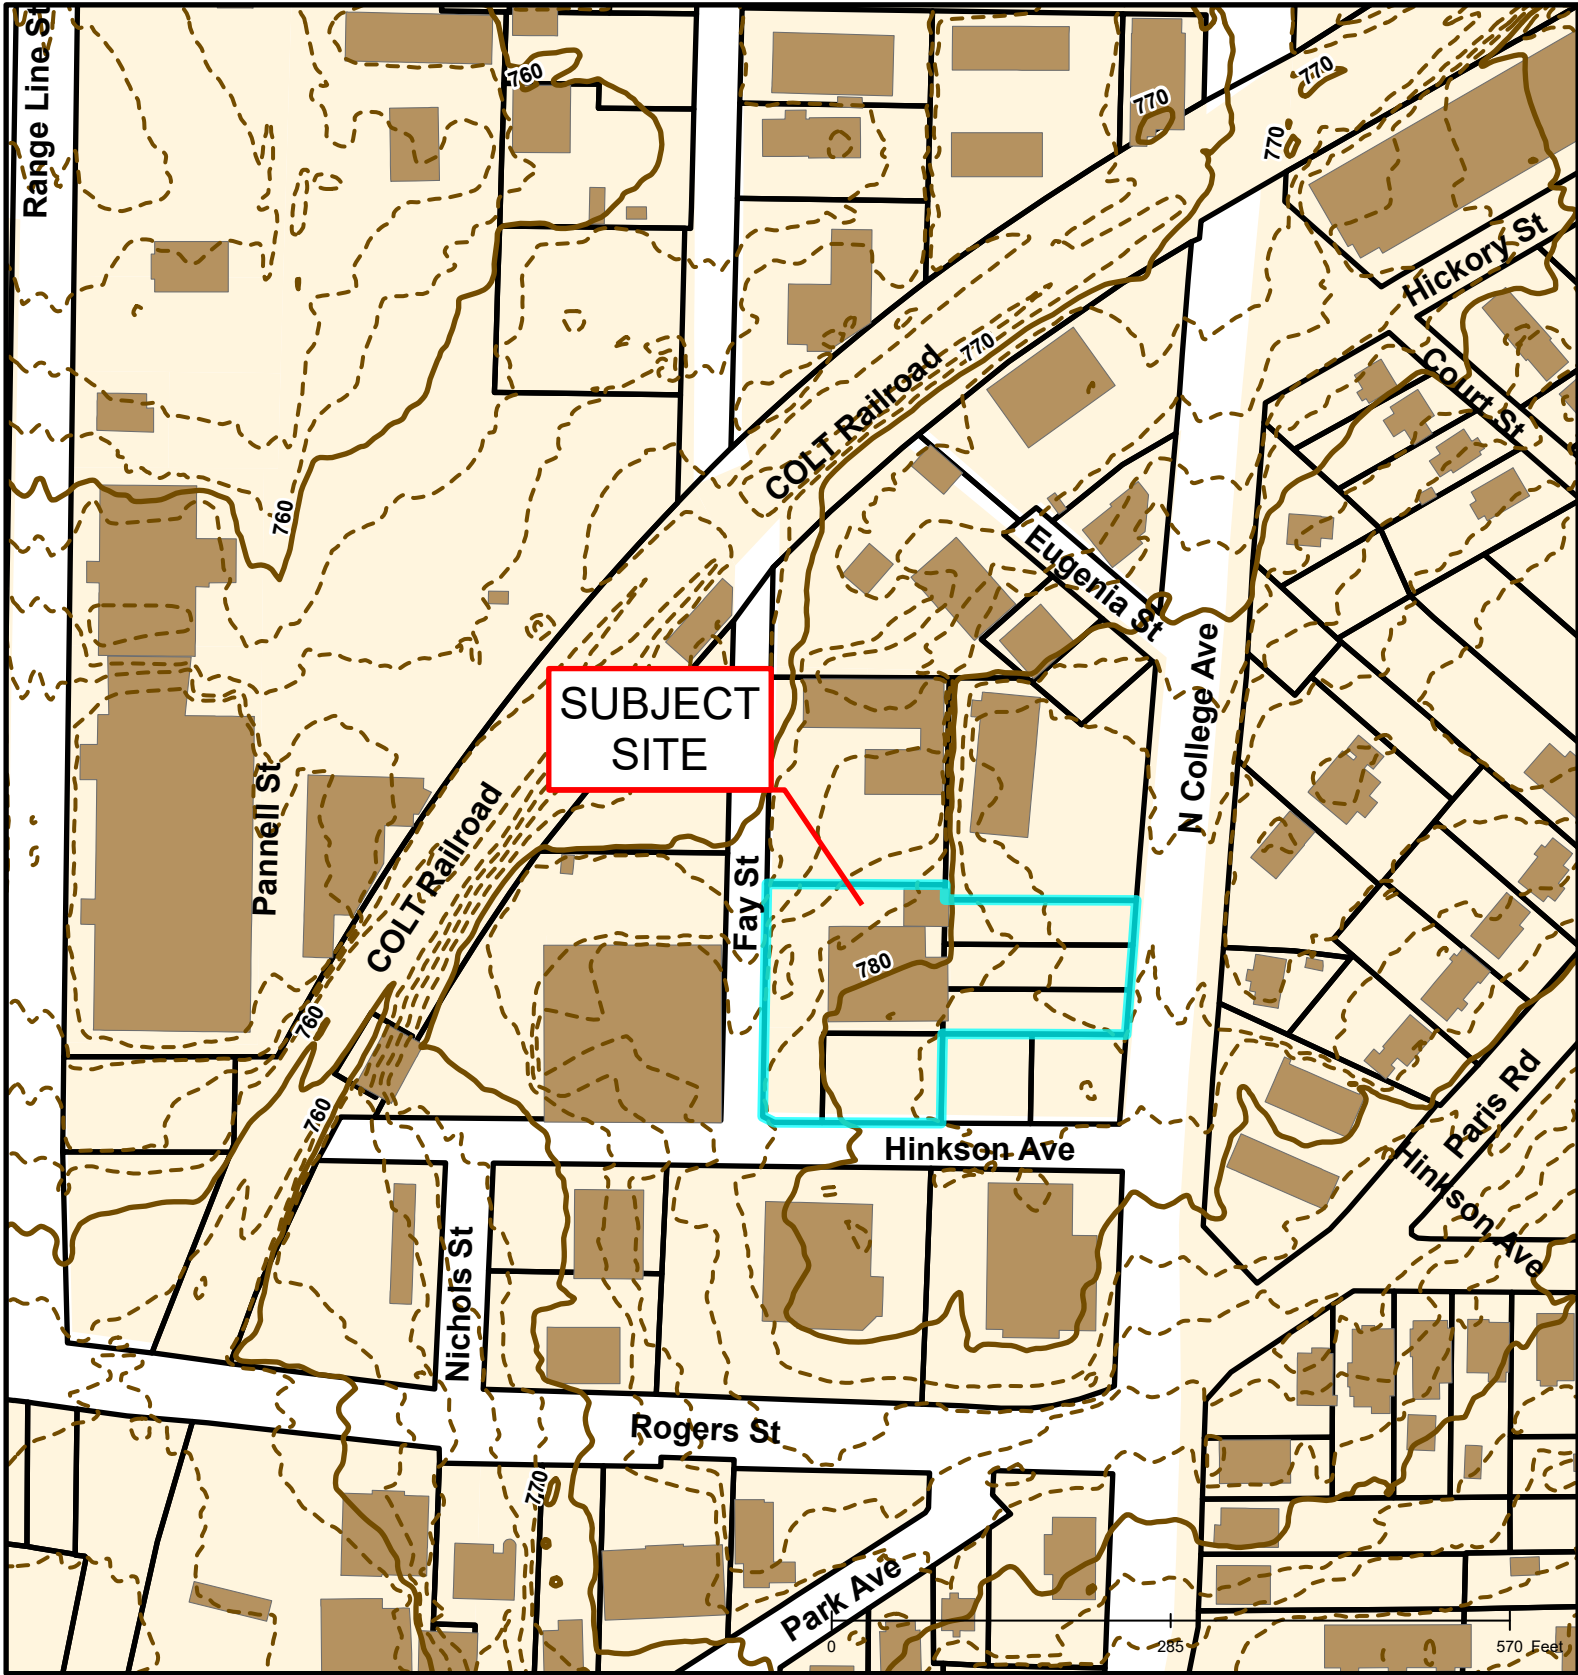 Range Line St
760
770
770
770
Hickory St
Court St
770
COLT Railroad
760
Eugenia St
N College Ave
SUBJECT
SITE
Pannell St
COLT Railroad
Fay St
780
760
760
Hinkson Ave
Paris Rd
Hinkson Ave
Nichols St
Rogers St
770
Park Ave
0 285 570 Feet